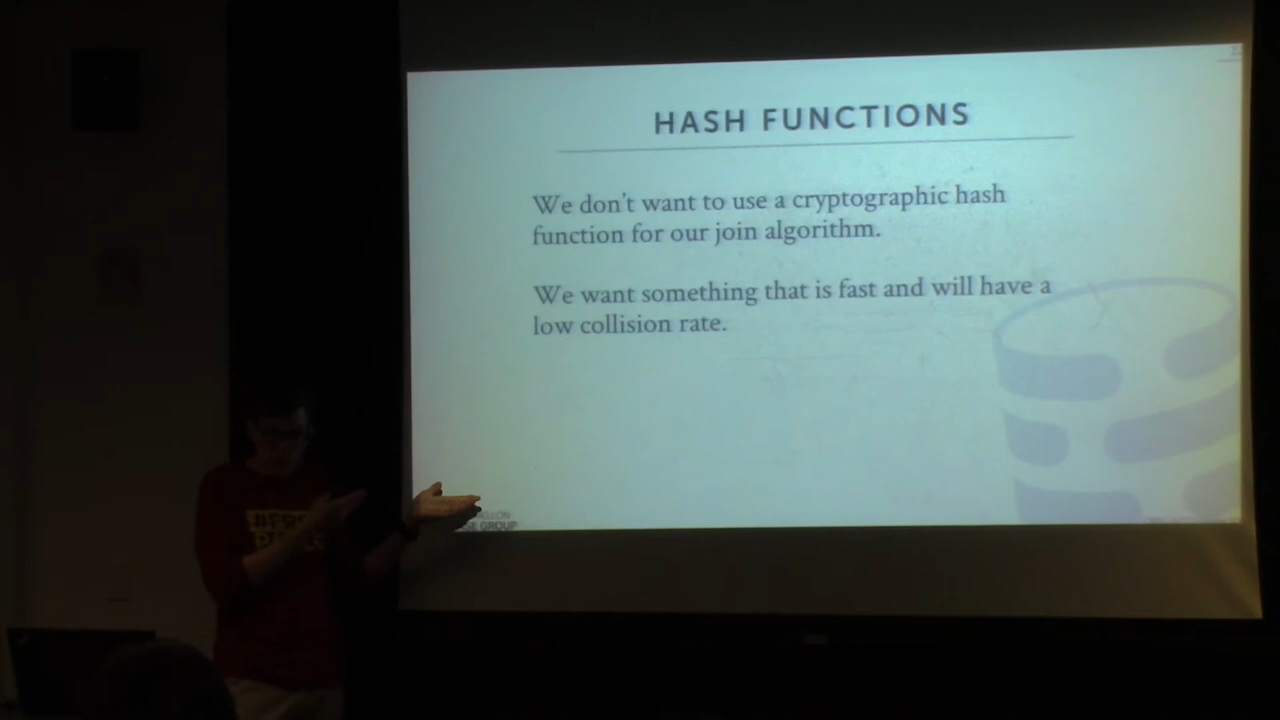 HASH FUNCTIONS
We don't want to use a cryptographic hash
function for our join algorithm.
We want something that is fast and will have a
low collision rate.
GROUP